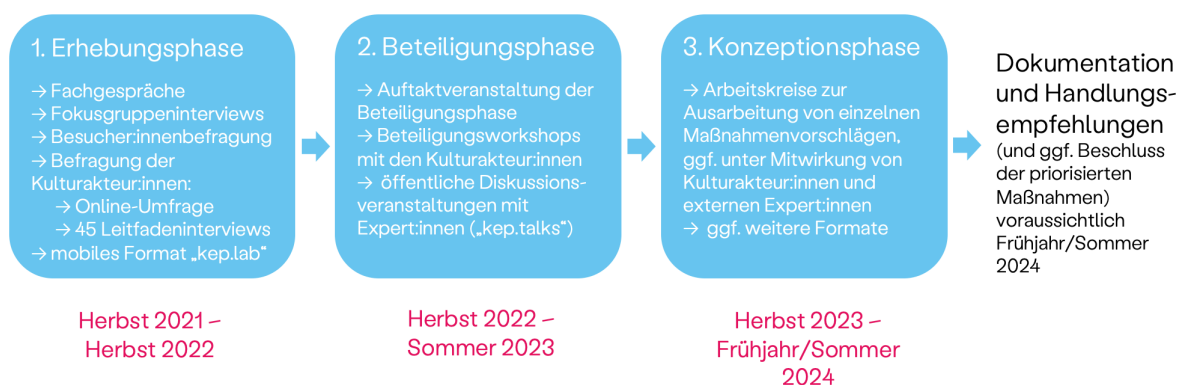 1. Erhebungsphase
→ Fachgespräche
→ Fokusgruppeninterviews
→ Besucher:innenbefragung
→ Befragung der
Kulturakteur:innen:
→ Online-Umfrage
→ 45 Leitfadeninterviews
→ mobiles Format „kep.lab“
Herbst 2021 –
Herbst 2022
2. Beteiligungsphase
→ Auftaktveranstaltung der
Beteiligungsphase
→ Beteiligungsworkshops
mit den Kulturakteur:innen
→ öffentliche Diskussions-
veranstaltungen mit
Expert:innen („kep.talks“)
Herbst 2022 –
Sommer 2023
3. Konzeptionsphase
→ Arbeitskreise zur
Ausarbeitung von einzelnen
Maßnahmenvorschlägen,
ggf. unter Mitwirkung von
Kulturakteur:innen und
externen Expert:innen
→ ggf. weitere Formate
Herbst 2023 –
Frühjahr/Sommer
2024
Dokumentation
und Handlungs-
empfehlungen
(und ggf. Beschluss
der priorisierten
Maßnahmen)
voraussichtlich
Frühjahr/Sommer
2024